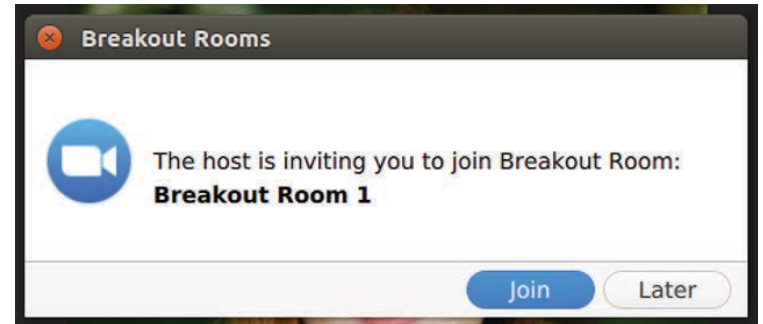 Breakout Rooms
The host is inviting you to join Breakout Room:
Breakout Room 1
Join
Later